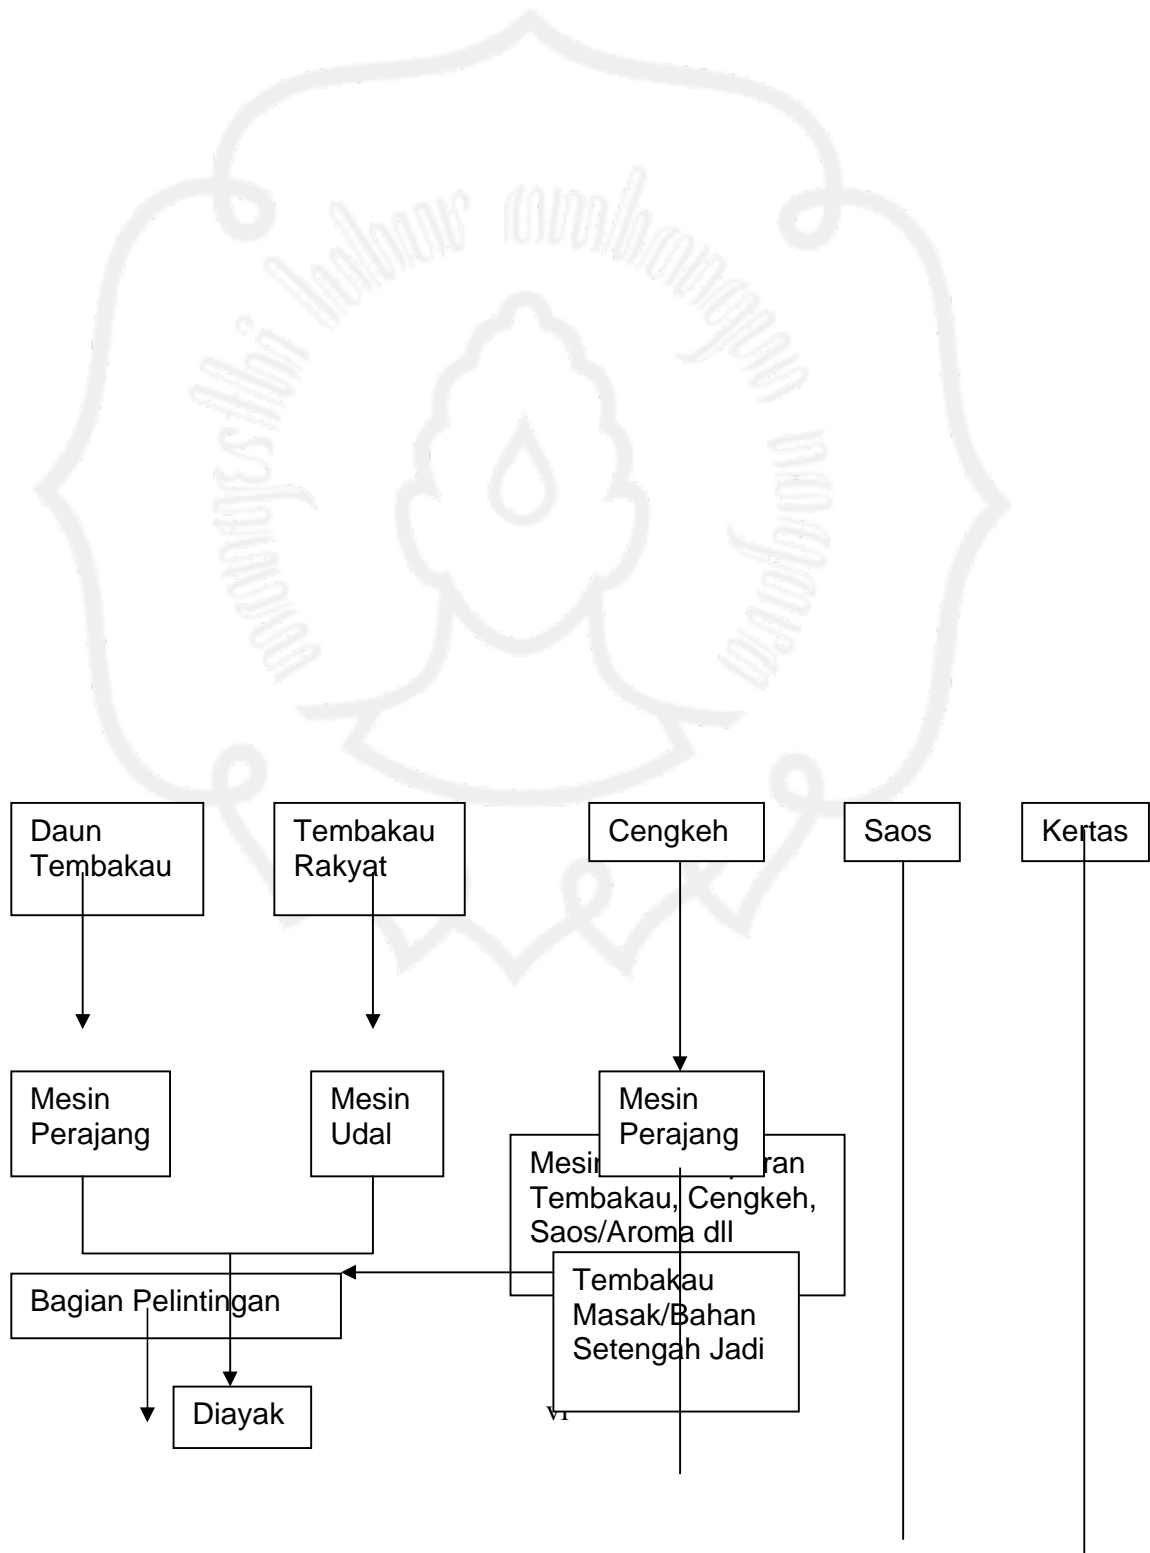 Daun
Tembakau
Tembakau
Rakyat
Cengkeh
Saos
Kertas
Mesin
Perajang
Mesin
Udal
Mesin
Perajang
Tembakau, Cengkeh,
Saos/Aroma dll
Tembakau
Masak/Bahan
Setengah Jadi
Bagian Pelintingan
Diayak